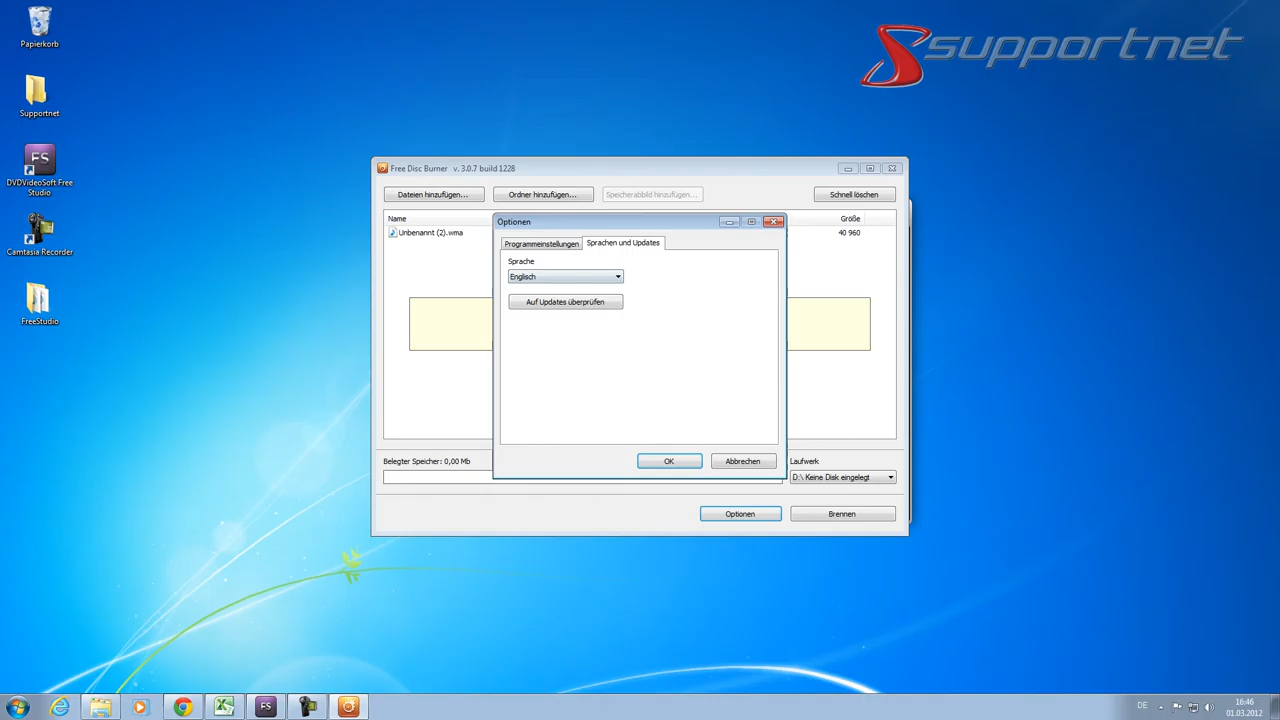 Papierkorb
Supportnet
DVDVideoSoft Free
Studio
Camtasia Recorder
FreeStudio
supportnet
Free Disc Burner v. 3.0.7 build 1228
Dateien hinzufügen...
Ordner hinzufügen...
Speicherabbild hinzufügen...
Schnell löschen
Name
Größe
Unbenannt (2).wma
40 960
Optionen
Programmeinstellungen
Sprachen und Updates
Sprache
Englisch
Auf Updates überprüfen
OK
Abbrechen
Belegter Speicher: 0,00 Mb
Laufwerk
D:\ Keine Disk eingelegt
Optionen
Brennen
FS
FS
DE
16:46
01.03.2012